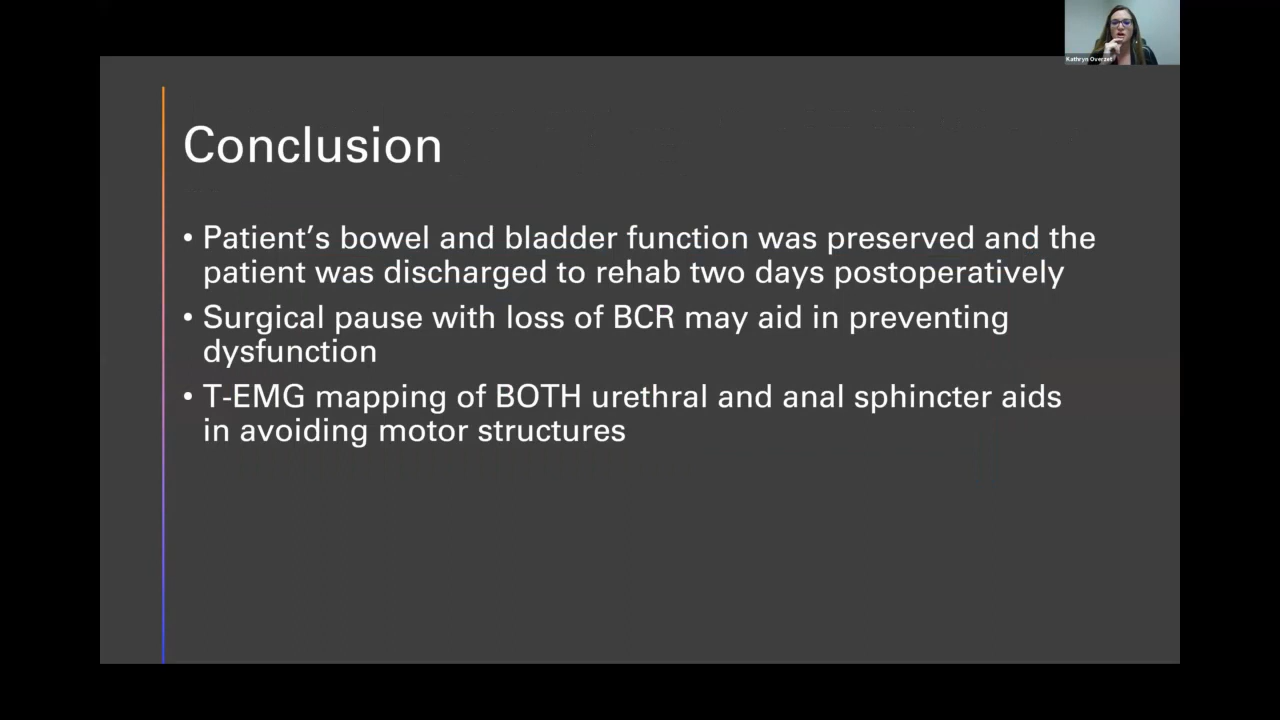 Kathryn Overzet
Conclusion
• Patient’s bowel and bladder function was preserved and the
patient was discharged to rehab two days postoperatively
• Surgical pause with loss of BCR may aid in preventing
dysfunction
• T-EMG mapping of BOTH urethral and anal sphincter aids
in avoiding motor structures